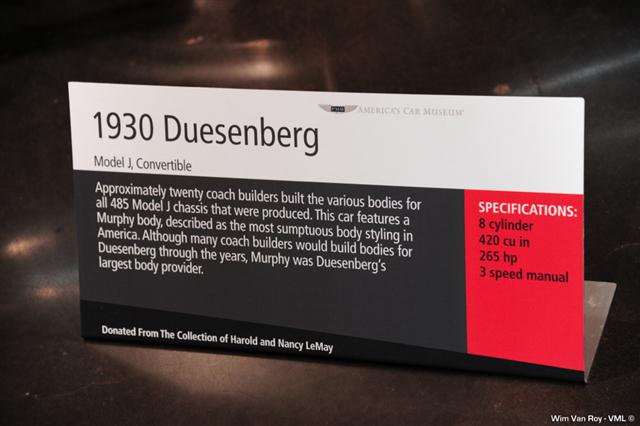 AMERICA'S CAR MUSEUM
1930 Duesenberg
Model J, Convertible
Approximately twenty coach builders built the various bodies for
all 485 Model J chassis that were produced. This car features a
Murphy body, described as the most sumptuous body styling in
America. Although many coach builders would build bodies for
Duesenberg through the years, Murphy was Duesenberg's
largest body provider.
SPECIFICATIONS:
8 cylinder
420 cu in
265 hp
3 speed manual
Donated From The Collection of Harold and Nancy LeMay
Wim Van Roy - VML ©